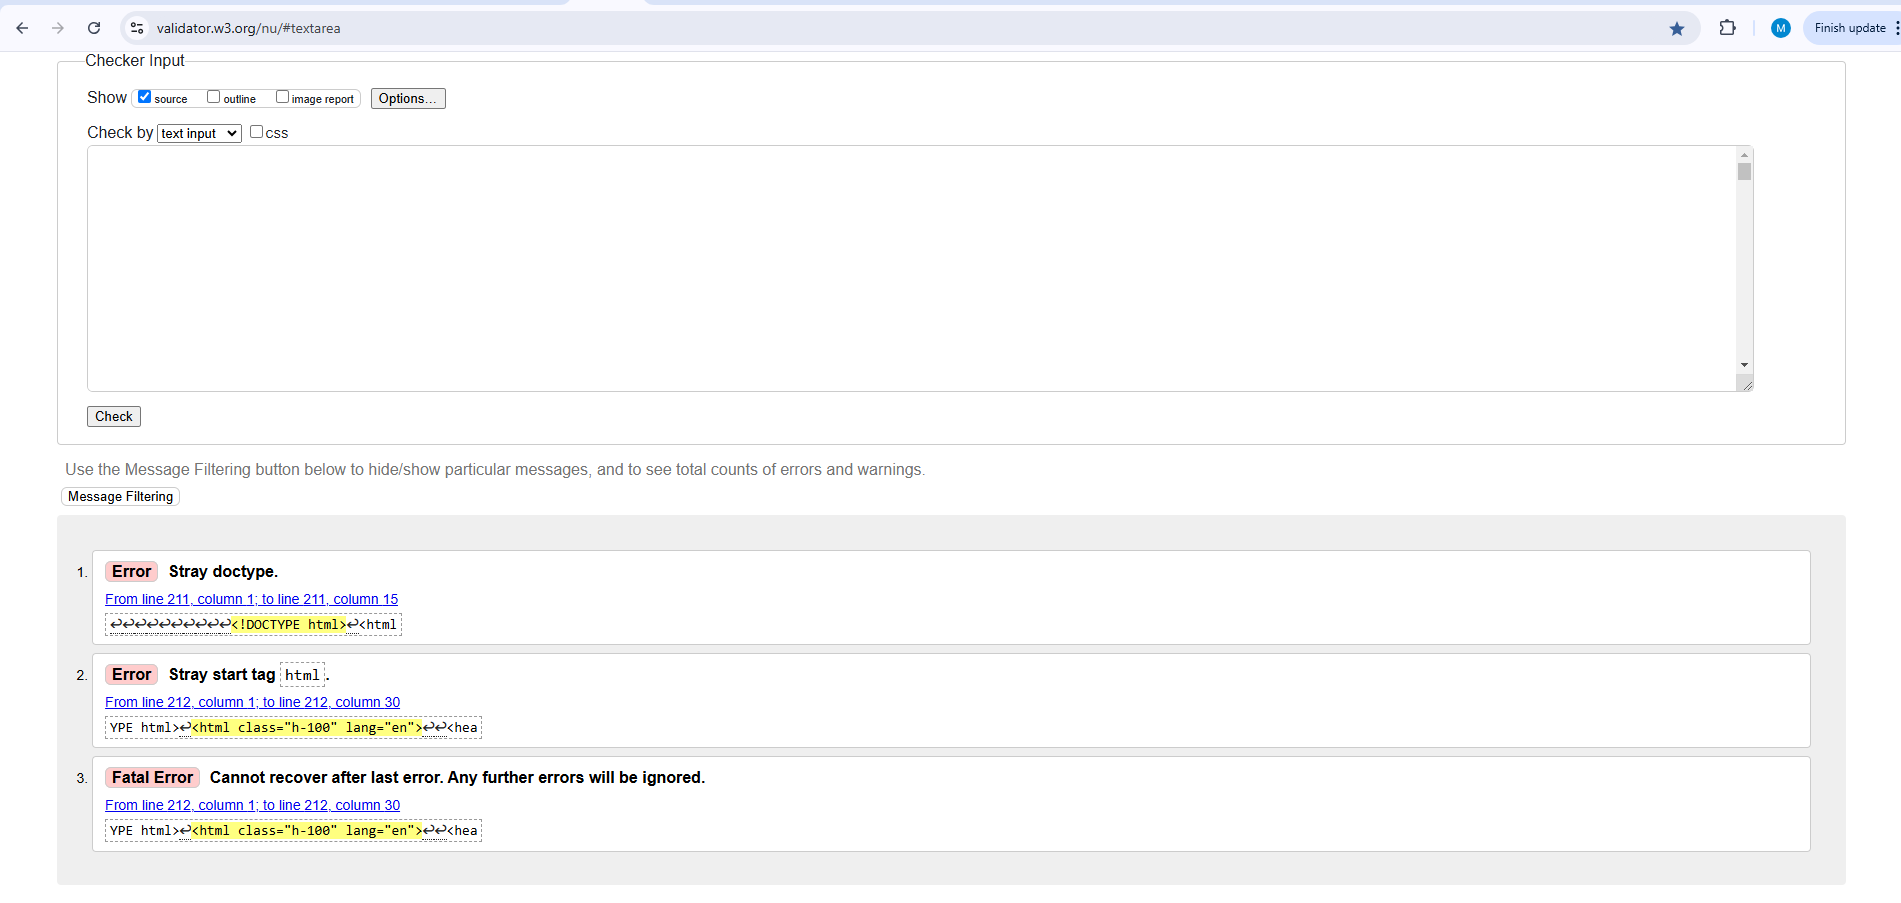 validator.w3.org/nu/#textarea
M
Finish update
Checker Input
Show source outline image report Options...
Check by text input css
Check
Use the Message Filtering button below to hide/show particular messages, and to see total counts of errors and warnings.
Message Filtering
1. Error Stray doctype.
From line 211, column 1; to line 211, column 15
↩↩↩↩↩↩↩↩↩↩<!DOCTYPE html>↩<html
2. Error Stray start tag html.
From line 212, column 1; to line 212, column 30
YPE html>↩<html class="h-100" lang="en">↩↩<hea
3. Fatal Error Cannot recover after last error. Any further errors will be ignored.
From line 212, column 1; to line 212, column 30
YPE html>↩<html class="h-100" lang="en">↩↩<hea